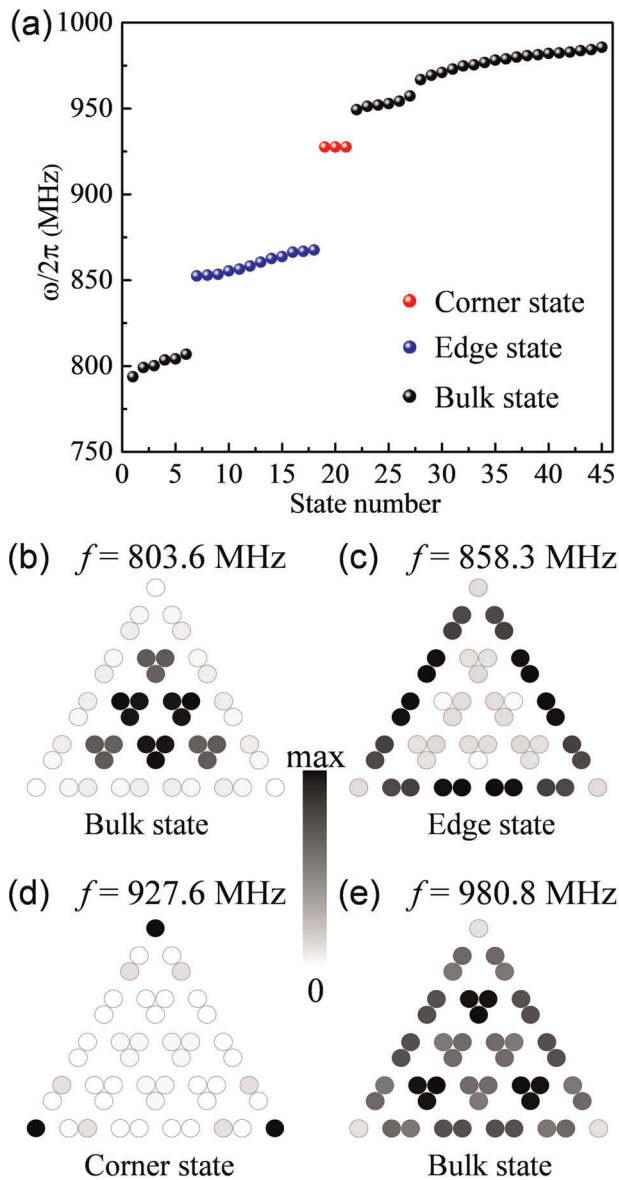 (a)
1000
950
900
850
800
750
ω/2π (MHz)
Corner state
Edge state
Bulk state
0 5 10 15 20 25 30 35 40 45
State number
(b) f = 803.6 MHz
(c) f = 858.3 MHz
max
Bulk state
Edge state
(d) f = 927.6 MHz
(e) f = 980.8 MHz
0
Corner state
Bulk state